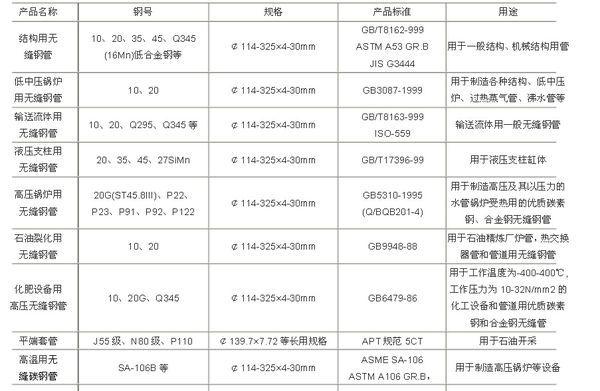 产品名称 钢号 规格 产品标准 用途
结构用无
缝钢管
10、20、35、45、Q345
(16Mn)低合金钢等
¢ 114-325×4-30mm
GB/T8162-999
ASTM A53 GR.B
JIS G3444
用于一般结构、机械结构用管
低中压锅炉
用无缝钢管
10、20
¢ 114-325×4-30mm
GB3087-1999
用于制造各种结构、低中压
炉、过热蒸气管、沸水管等
输送流体用
无缝钢管
10、20、Q295、Q345 等
¢ 114-325×4-30mm
GB/T8163-999
ISO-559
输送流体用一般无缝钢管
液压支柱用
无缝钢管
20、35、45、27SiMn
¢ 114-325×4-30mm
GB/T17396-99
用于液压支柱缸体
高压锅炉用
无缝钢管
20G(ST45.8III)、P22、
P23、P91、P92、P122
¢ 114-325×4-30mm
GB5310-1995
(Q/BQB201-4)
用于制造高压及其以压力的
水管锅炉受热用的优质碳素
钢、合金钢无缝钢管
石油裂化用
无缝钢管
10、20
¢ 114-325×4-30mm
GB9948-88
用于石油精炼厂炉管，热交换
器管和管道用无缝钢管
化肥设备用
高压无缝钢管
10、20G、Q345
¢ 114-325×4-30mm
GB6479-86
用于工作温度为-400-400℃，
工作压力为 10-32N/mm2 的
化工设备和管道用优质碳素
钢和合金钢无缝管
平端套管
J55 级、N80 级、P110
¢ 139.7×7.72 等长用规格
APT 规范 5CT
用于石油开采
高温用无
缝碳钢管
SA-106B 等
¢ 114-325×4-30mm
ASME SA-106
ASTM A106 GR.B，
用于制造高压锅炉等设备